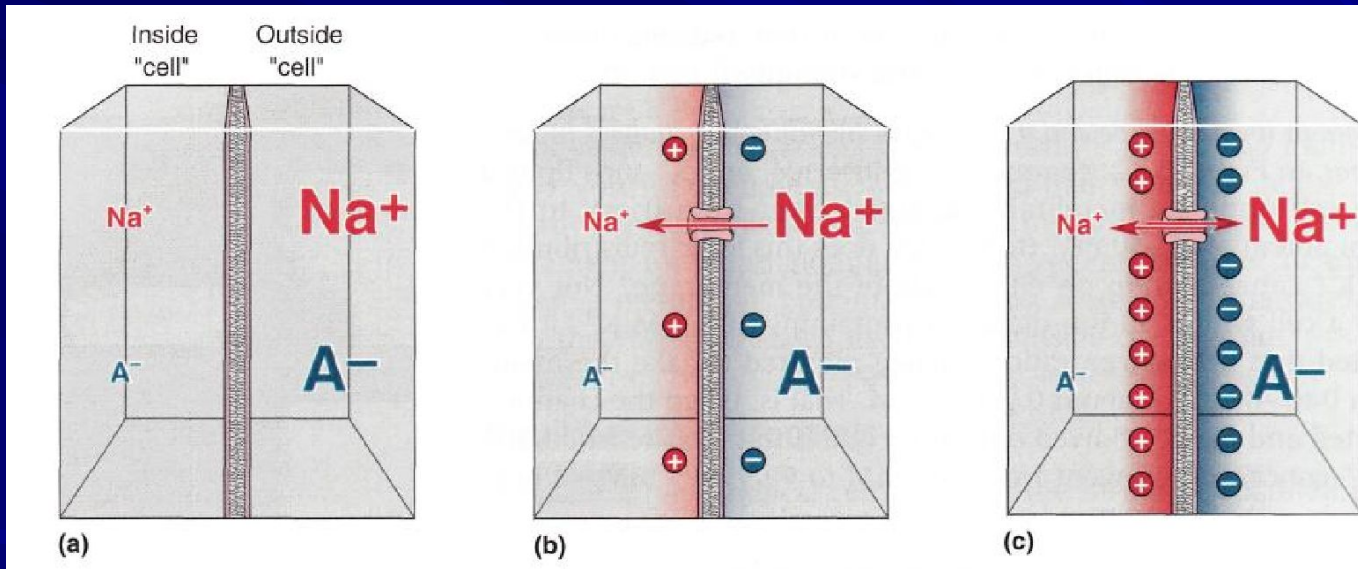 Inside
"cell"
Outside
"cell"
Na⁺
Na⁺
A⁻
A⁻
(a)
+
−
Na⁺
Na⁺
+
−
A⁻
A⁻
+
−
(b)
+
−
+
−
Na⁺
Na⁺
+
−
+
−
+
−
A⁻
A⁻
+
−
+
−
+
−
(c)